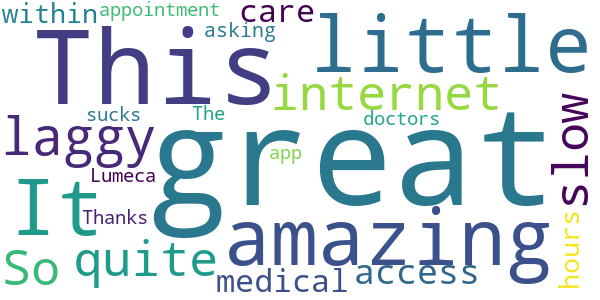 within appointment care
asking
This little
internet
laggy sucks The doctors slow
great
Lumeca app
It Thanks amazing hours
So quite medical access